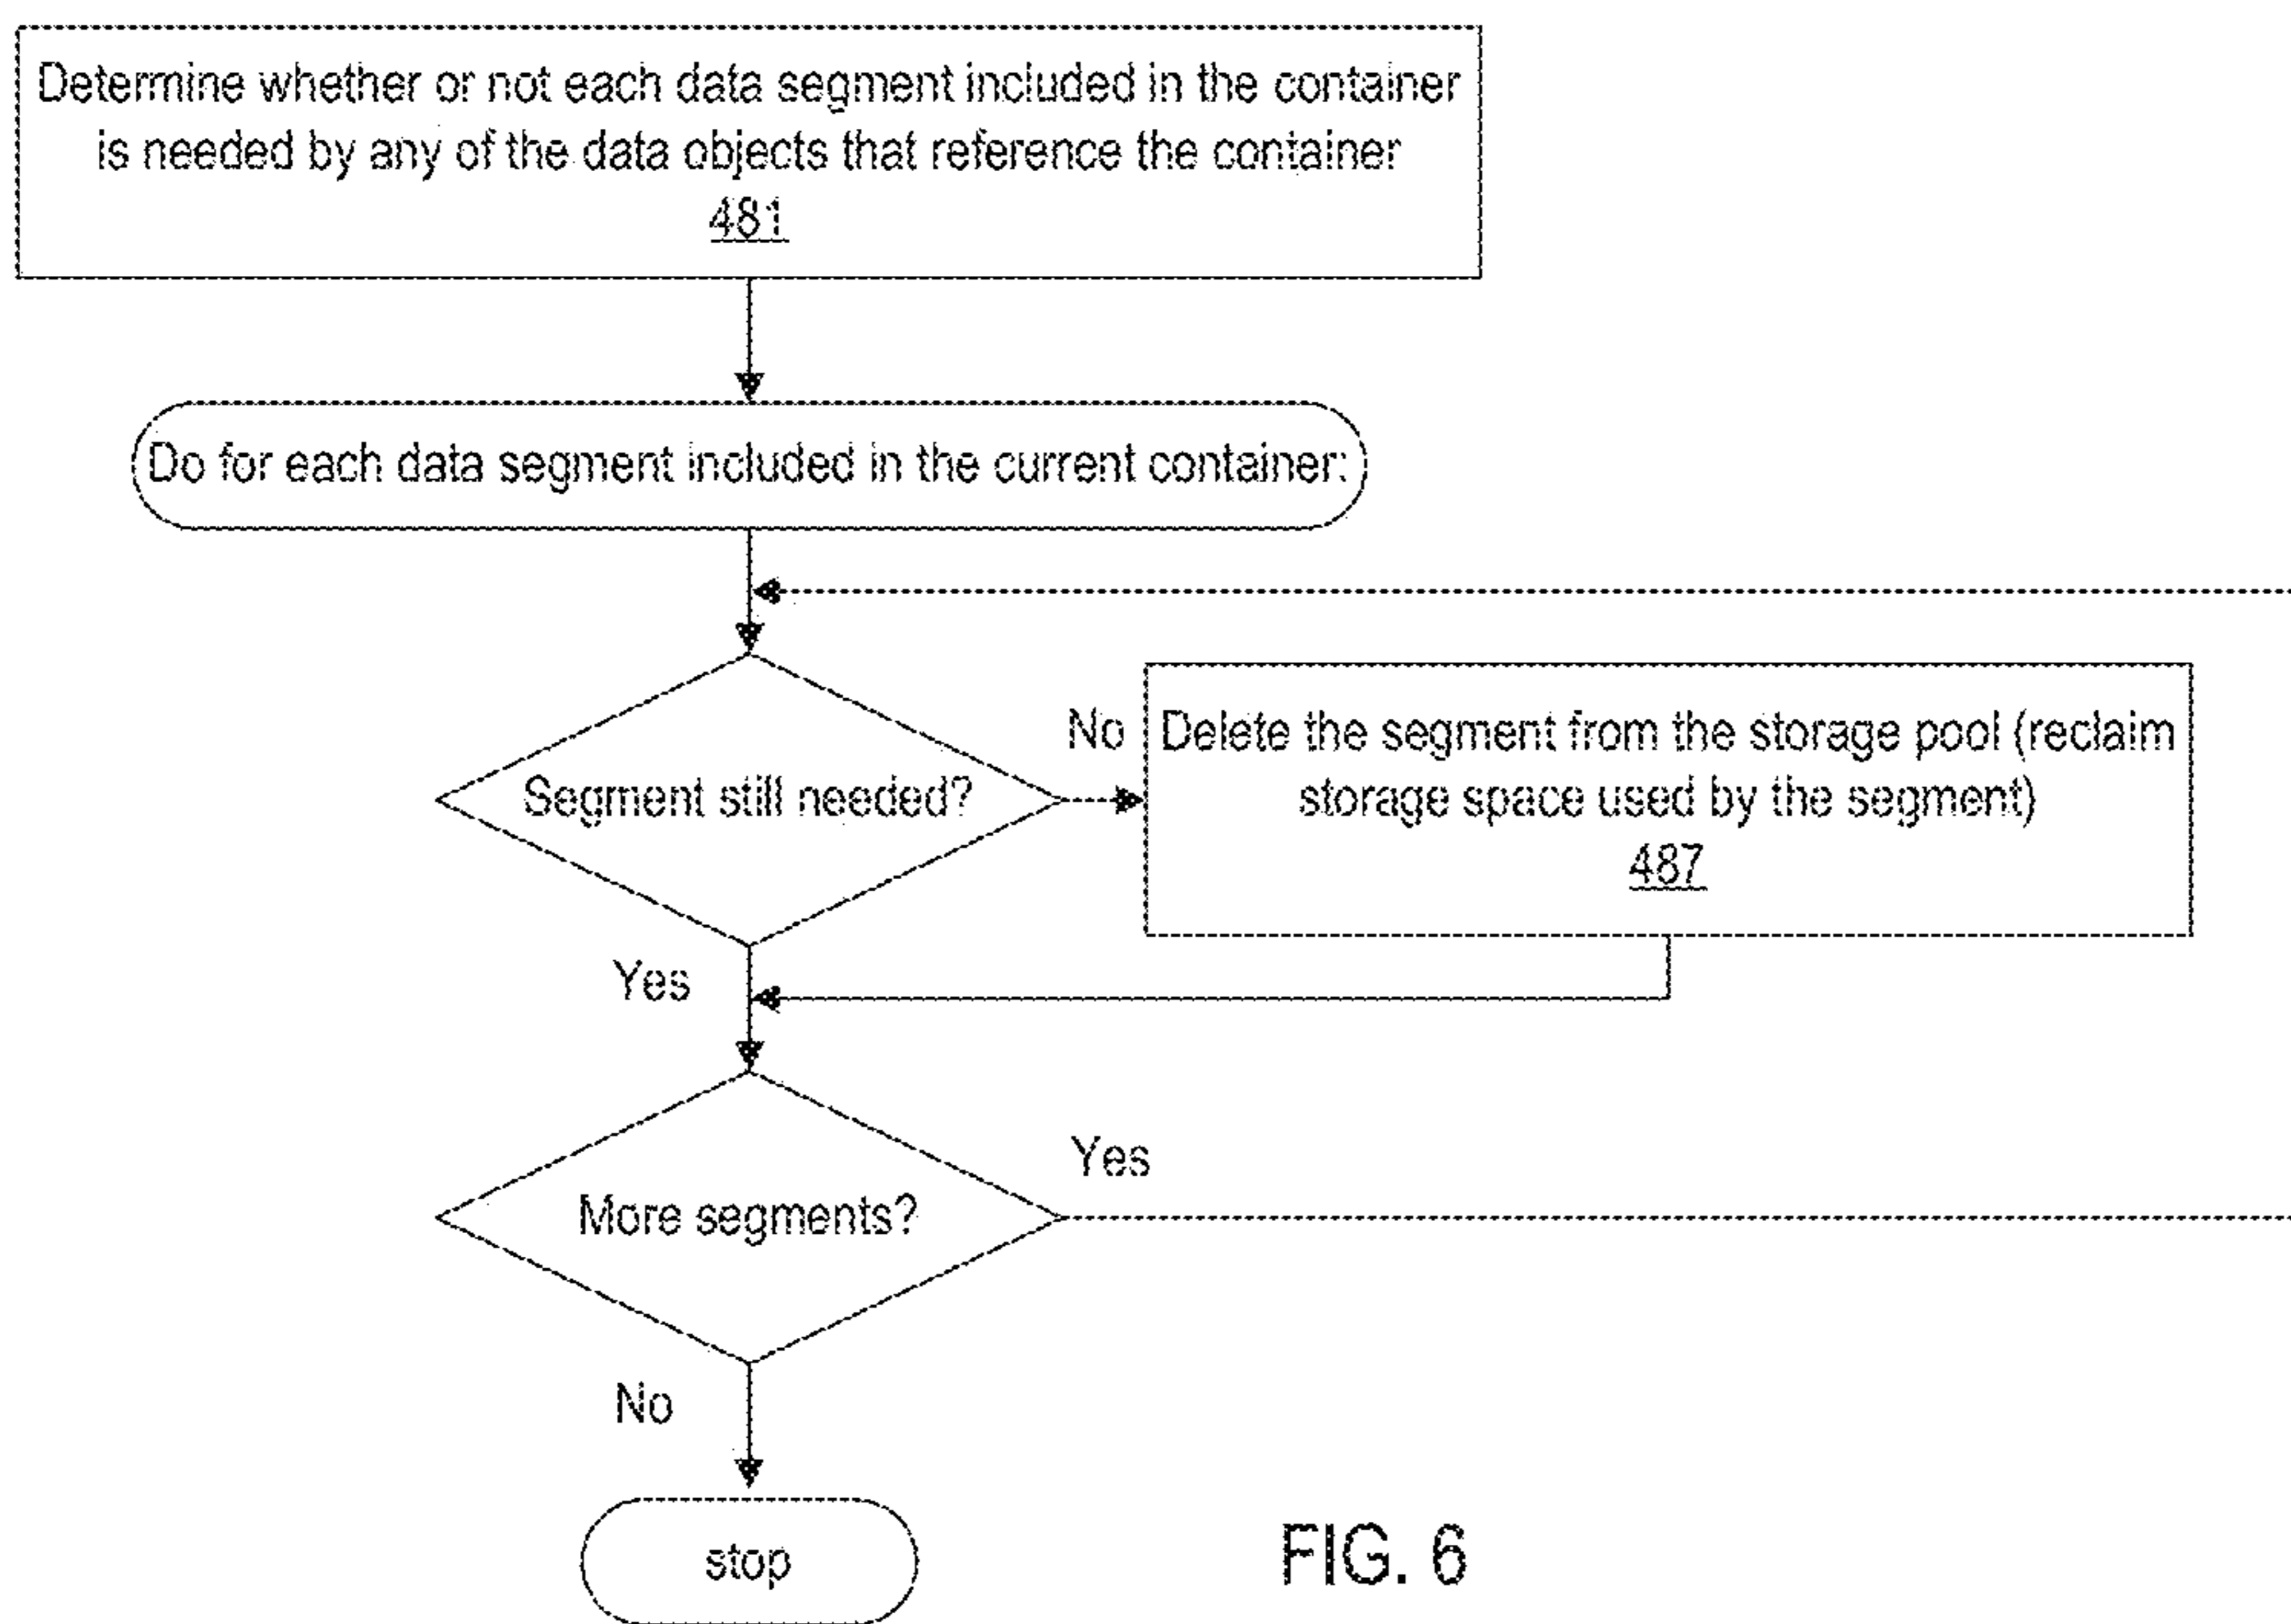 Determine whether or not each data segment included in the container
is needed by any of the data objects that reference the container
481
Do for each data segment included in the current container:
Segment still needed?
No
Delete the segment from the storage pool (reclaim
storage space used by the segment)
487
Yes
More segments?
Yes
No
stop
FIG. 6